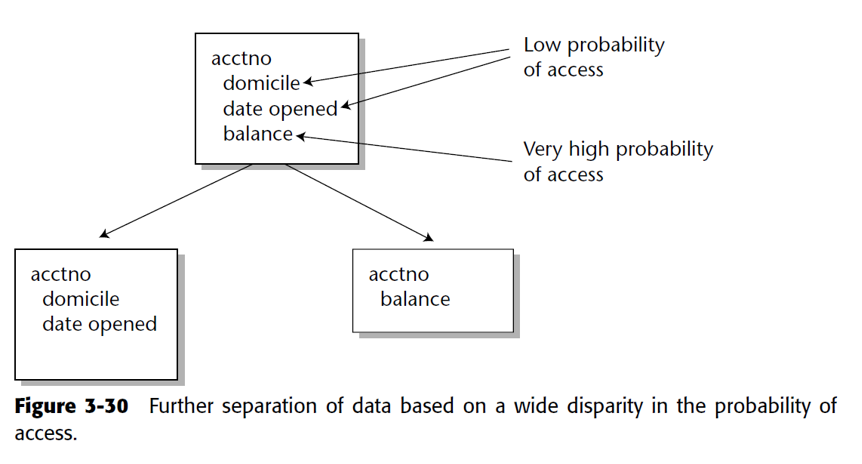 acctno
domicile
date opened
balance
Low probability
of access
Very high probability
of access
acctno
domicile
date opened
acctno
balance
Figure 3-30 Further separation of data based on a wide disparity in the probability of
access.